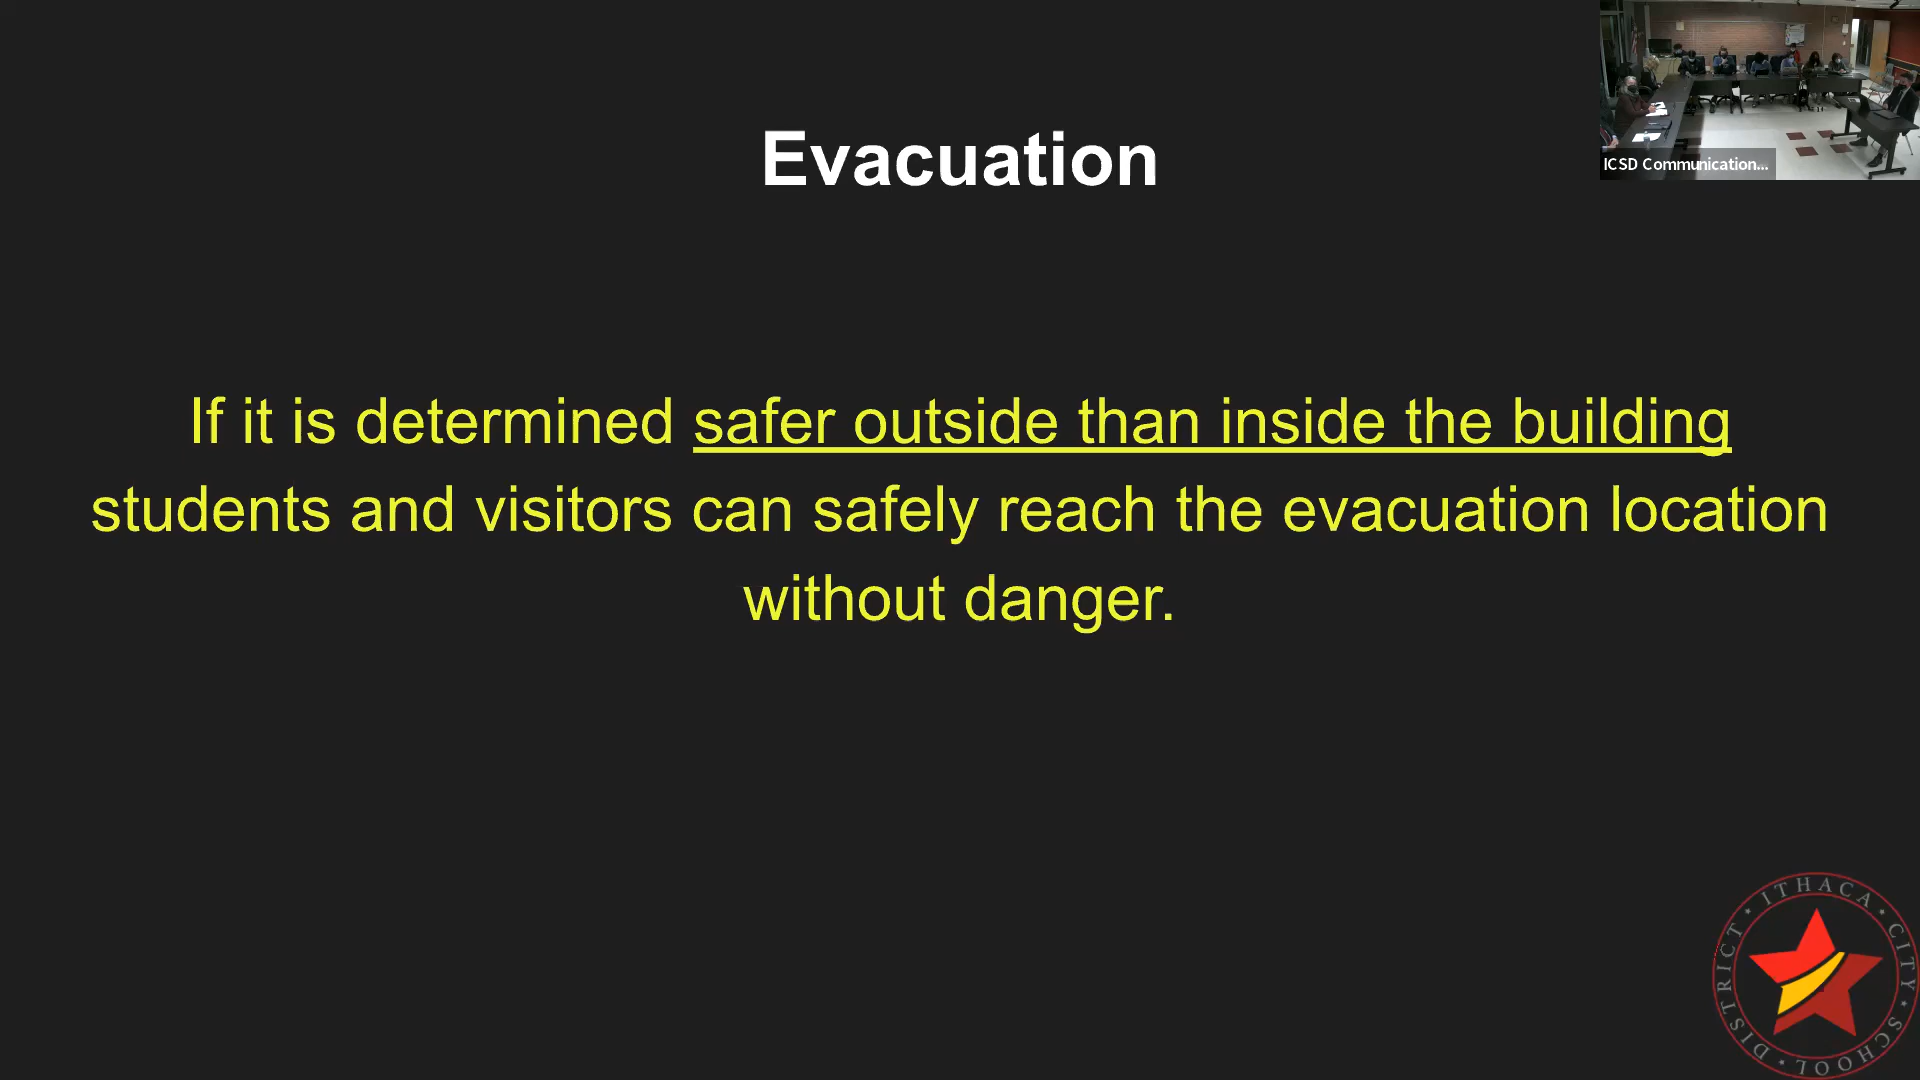 Evacuation
ICSD Communication...
If it is determined safer outside than inside the building
students and visitors can safely reach the evacuation location
without danger.
ITHACA • CITY • SCHOOL • DISTRICT •